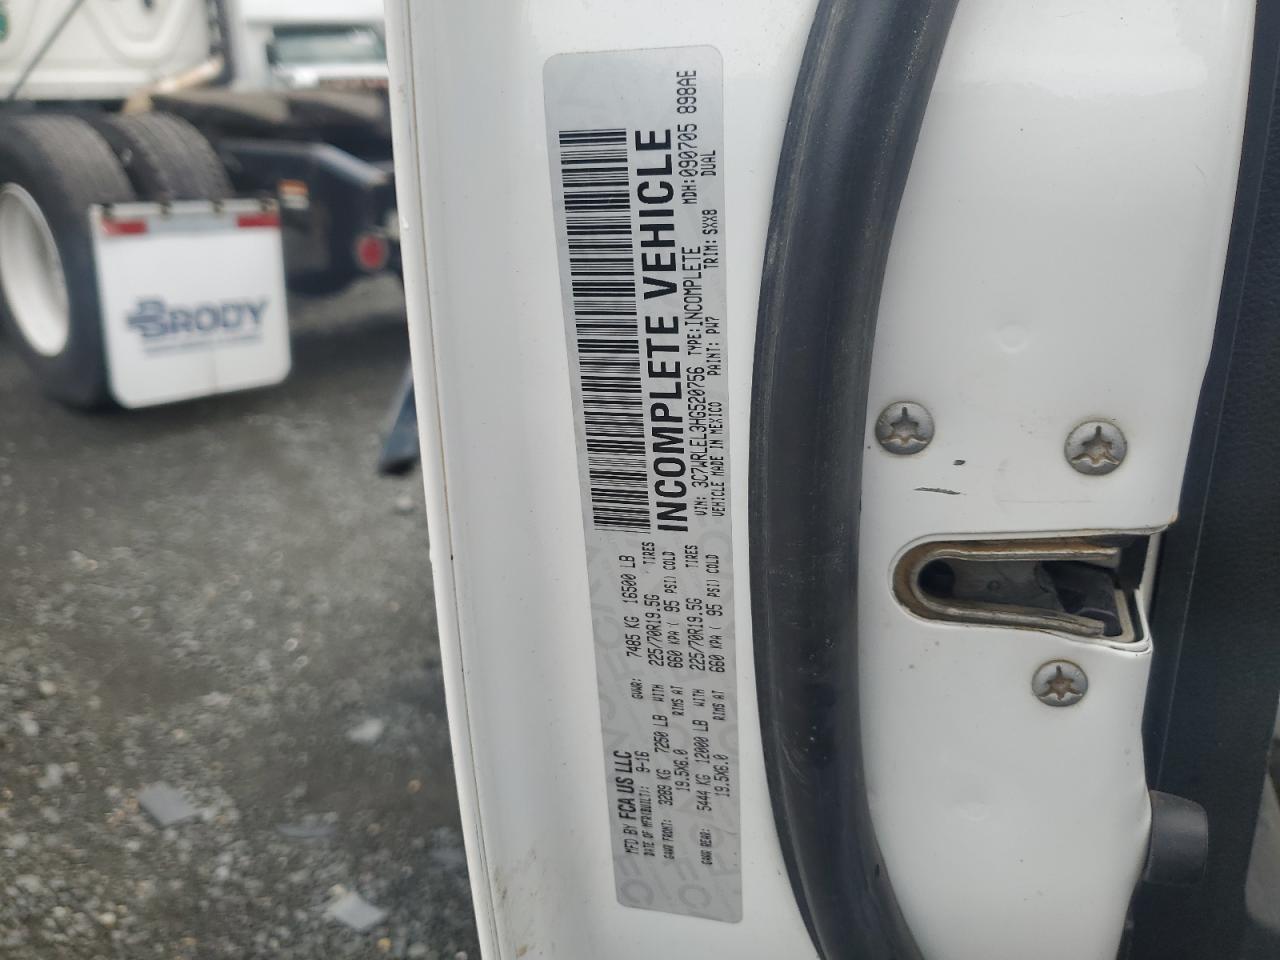 MFD BY FCA US LLC
DATE OF MFR(BUILT): 9-16
GVWR: 7485 KG 16500 LB
GAWR FRONT: 3289 KG 7250 LB WITH 225/70R19.5G TIRES
19.5X6.0 RIMS AT 660 KPA ( 95 PSI) COLD
GAWR REAR: 5444 KG 12000 LB WITH 225/70R19.5G TIRES
19.5X6.0 RIMS AT 660 KPA ( 95 PSI) COLD
INCOMPLETE VEHICLE
MDH:090705 898AE
VIN: 3C7WRLEL3HG520756 TYPE:INCOMPLETE DUAL
VEHICLE MADE IN MEXICO PAINT: PW7 TRIM: SXX8
BRODY